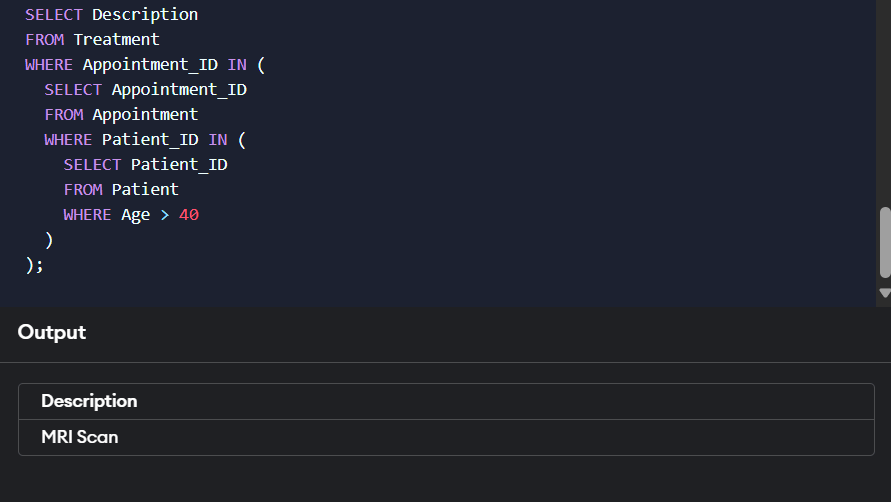 SELECT Description
FROM Treatment
WHERE Appointment_ID IN (
  SELECT Appointment_ID
  FROM Appointment
  WHERE Patient_ID IN (
    SELECT Patient_ID
    FROM Patient
    WHERE Age > 40
  )
);
Output
Description
MRI Scan